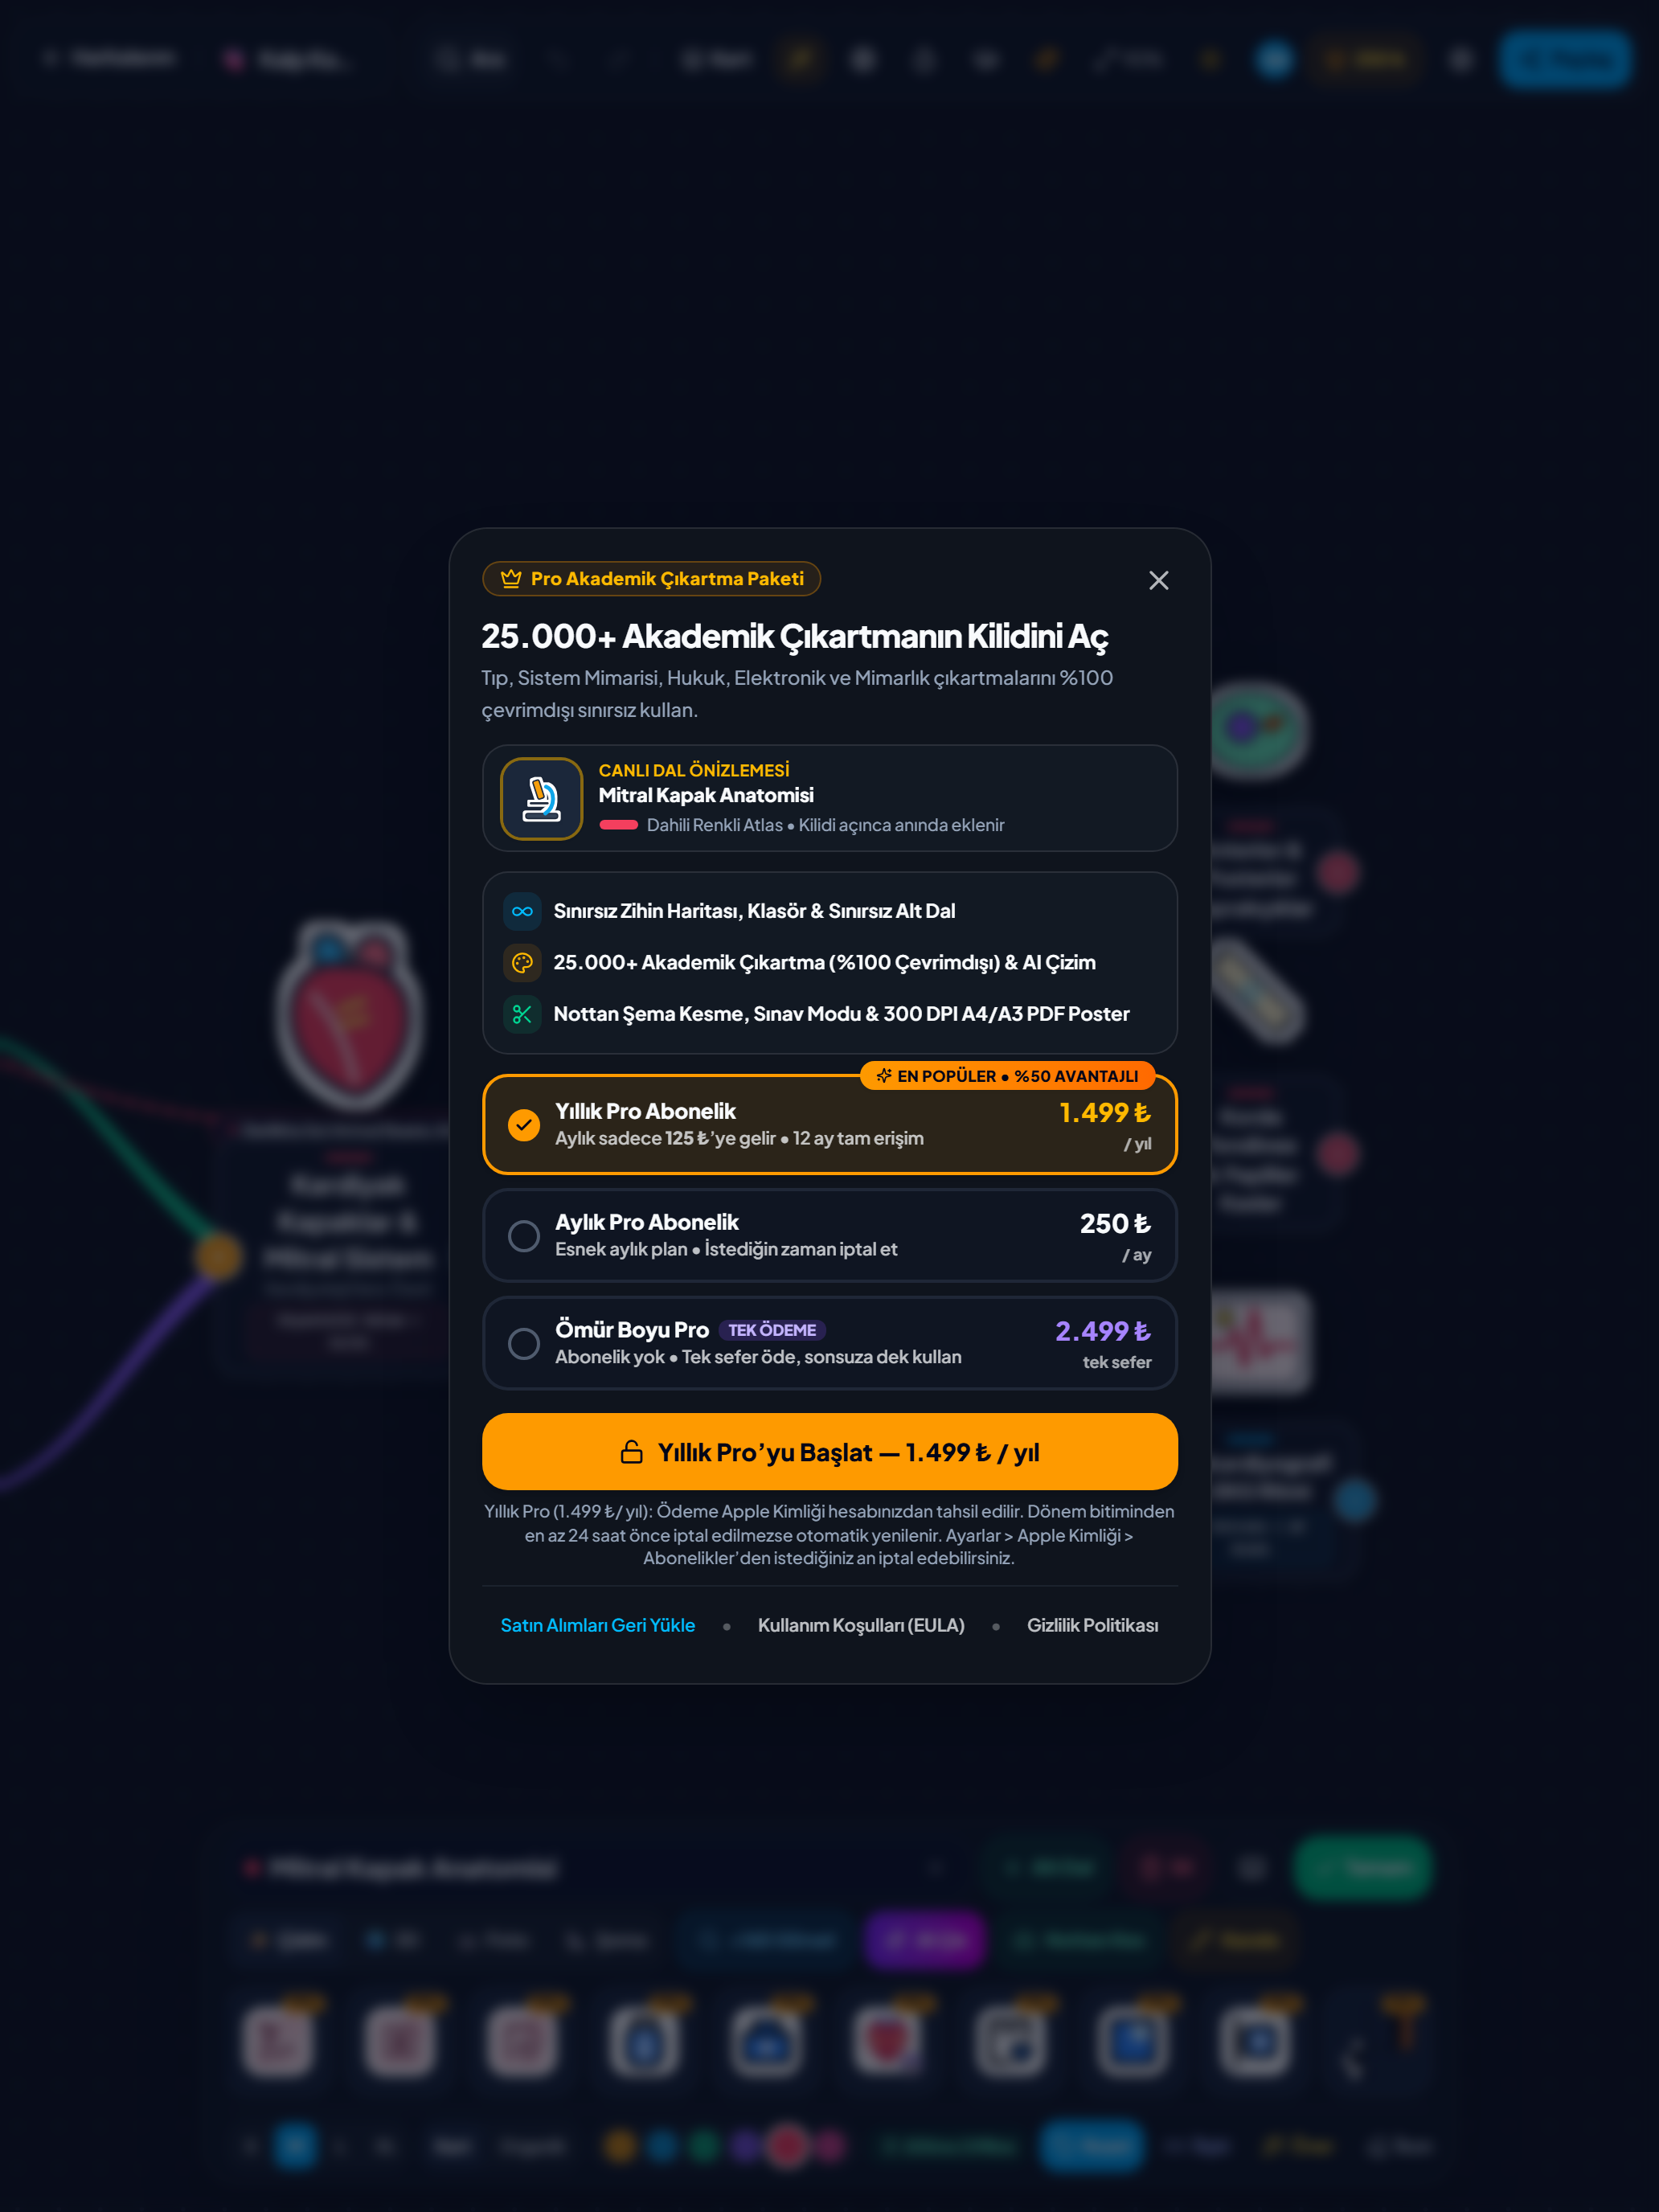 Pro Akademik Çıkartma Paketi
25.000+ Akademik Çıkartmanın Kilidini Aç
Tıp, Sistem Mimarisi, Hukuk, Elektronik ve Mimarlık çıkartmalarını %100
çevrimdışı sınırsız kullan.
CANLI DAL ÖNİZLEMESİ
Mitral Kapak Anatomisi
Dahili Renkli Atlas • Kilidi açınca anında eklenir
Sınırsız Zihin Haritası, Klasör & Sınırsız Alt Dal
25.000+ Akademik Çıkartma (%100 Çevrimdışı) & AI Çizim
Nottan Şema Kesme, Sınav Modu & 300 DPI A4/A3 PDF Poster
EN POPÜLER • %50 AVANTAJLI
Yıllık Pro Abonelik
1.499 ₺
Aylık sadece 125 ₺’ye gelir • 12 ay tam erişim
/ yıl
Aylık Pro Abonelik
250 ₺
Esnek aylık plan • İstediğin zaman iptal et
/ ay
Ömür Boyu Pro TEK ÖDEME
2.499 ₺
Abonelik yok • Tek sefer öde, sonsuza dek kullan
tek sefer
Yıllık Pro’yu Başlat — 1.499 ₺ / yıl
Yıllık Pro (1.499 ₺/ yıl): Ödeme Apple Kimliği hesabınızdan tahsil edilir. Dönem bitiminden
en az 24 saat önce iptal edilmezse otomatik yenilenir. Ayarlar > Apple Kimliği >
Abonelikler’den istediğiniz an iptal edebilirsiniz.
Satın Alımları Geri Yükle • Kullanım Koşulları (EULA) • Gizlilik Politikası
Kardiyak
Kapaklar &
Mitral Sistem
Mitral Kapak Anatomisi